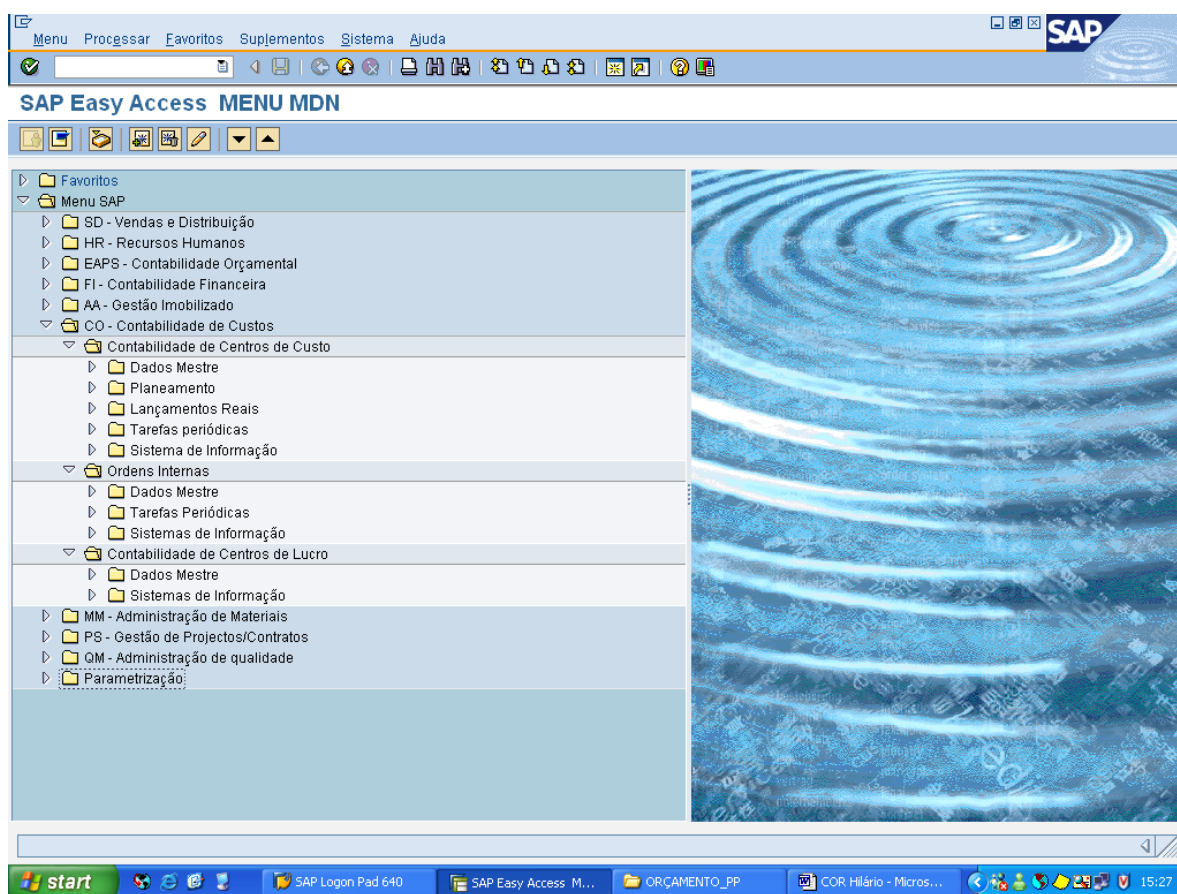 Menu Processar Favoritos Suplementos Sistema Ajuda
SAP
SAP Easy Access MENU MDN
Favoritos
Menu SAP
SD - Vendas e Distribuição
HR - Recursos Humanos
EAPS - Contabilidade Orçamental
FI - Contabilidade Financeira
AA - Gestão Imobilizado
CO - Contabilidade de Custos
Contabilidade de Centros de Custo
Dados Mestre
Planeamento
Lançamentos Reais
Tarefas periódicas
Sistema de Informação
Ordens Internas
Dados Mestre
Tarefas Periódicas
Sistemas de Informação
Contabilidade de Centros de Lucro
Dados Mestre
Sistemas de Informação
MM - Administração de Materiais
PS - Gestão de Projectos/Contratos
QM - Administração de qualidade
Parametrização
start SAP Logon Pad 640 SAP Easy Access M... ORÇAMENTO_PP COR Hilário - Micros... 15:27